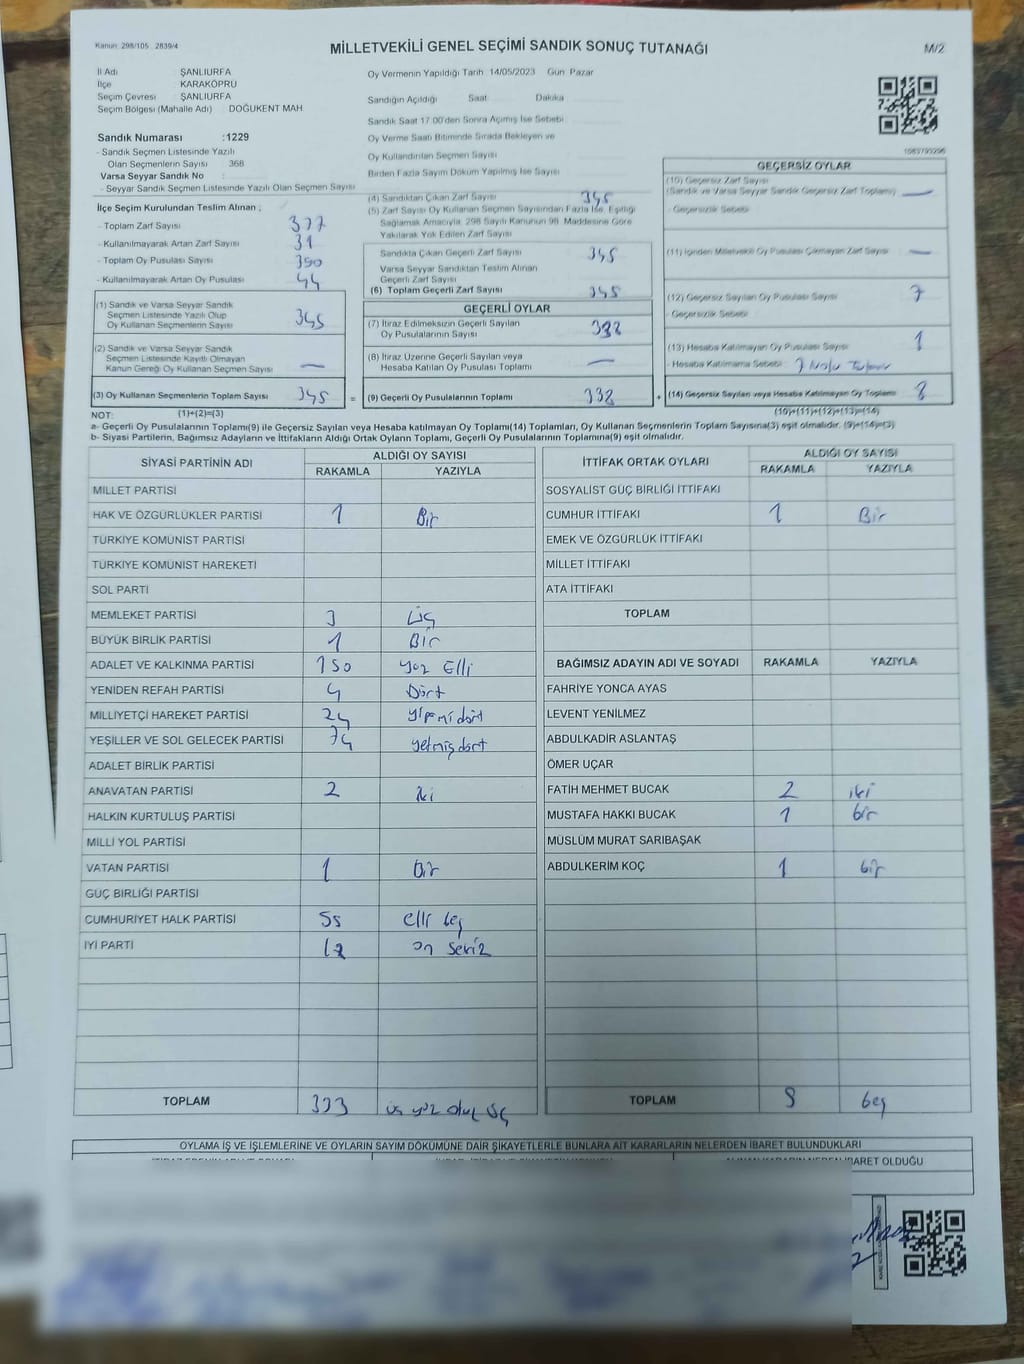 Kanun: 298/105 2839/4
MİLLETVEKİLİ GENEL SEÇİMİ SANDIK SONUÇ TUTANAĞI
M/2
İl Adı : ŞANLIURFA
İlçe : KARAKÖPRÜ
Seçim Çevresi : ŞANLIURFA
Seçim Bölgesi (Mahalle Adı) : DOĞUKENT MAH.
Sandık Numarası :1229
- Sandık Seçmen Listesinde Yazılı
Olan Seçmenlerin Sayısı 368
Varsa Seyyar Sandık No
- Seyyar Sandık Seçmen Listesinde Yazılı Olan Seçmen Sayısı
İlçe Seçim Kurulundan Teslim Alınan ;
- Toplam Zarf Sayısı 377
- Kullanılmayarak Artan Zarf Sayısı 31
- Toplam Oy Pusulası Sayısı 390
- Kullanılmayarak Artan Oy Pusulası 44
(1) Sandık ve Varsa Seyyar Sandık
Seçmen Listesinde Yazılı Olup
Oy Kullanan Seçmenlerin Sayısı 345
(2) Sandık ve Varsa Seyyar Sandık
Seçmen Listesinde Kayıtlı Olmayan
Kanun Gereği Oy Kullanan Seçmen Sayısı —
(3) Oy Kullanan Seçmenlerin Toplam Sayısı 345 =
Oy Vermenin Yapıldığı Tarih 14/05/2023 Gün Pazar
Sandığın Açıldığı Saat Dakika
Sandık Saat 17:00'den Sonra Açılmış İse Sebebi
Oy Verme Saati Bitiminde Sırada Bekleyen ve
Oy Kullandırılan Seçmen Sayısı
Birden Fazla Sayım Döküm Yapılmış İse Sayısı
(4) Sandıktan Çıkan Zarf Sayısı 345
(5) Zarf Sayısı Oy Kullanan Seçmen Sayısından Fazla İse, Eşitliği
Sağlamak Amacıyla, 298 Sayılı Kanunun 98. Maddesine Göre
Yakılarak Yok Edilen Zarf Sayısı
Sandıkta Çıkan Geçerli Zarf Sayısı 345
Varsa Seyyar Sandıktan Teslim Alınan
Geçerli Zarf Sayısı
(6) Toplam Geçerli Zarf Sayısı 345
GEÇERLİ OYLAR
(7) İtiraz Edilmeksizin Geçerli Sayılan
Oy Pusulalarının Sayısı 338
(8) İtiraz Üzerine Geçerli Sayılan veya
Hesaba Katılan Oy Pusulası Toplamı —
(9) Geçerli Oy Pusulalarının Toplamı 338 +
1083793296
GEÇERSİZ OYLAR
(10) Geçersiz Zarf Sayısı
(Sandık ve Varsa Seyyar Sandık Geçersiz Zarf Toplamı) —
- Geçersizlik Sebebi
(11) İçinden Milletvekili Oy Pusulası Çıkmayan Zarf Sayısı —
(12) Geçersiz Sayılan Oy Pusulası Sayısı 7
- Geçersizlik Sebebi
(13) Hesaba Katılmayan Oy Pusulası Sayısı 1
- Hesaba Katılmama Sebebi
(14) Geçersiz Sayılan veya Hesaba Katılmayan Oy Toplamı 8
NOT: (1)+(2)=(3) (10)+(11)+(12)+(13)=(14)
a- Geçerli Oy Pusulalarının Toplamı(9) ile Geçersiz Sayılan veya Hesaba katılmayan Oy Toplamı(14) Toplamları, Oy Kullanan Seçmenlerin Toplam Sayısına(3) eşit olmalıdır. (9)+(14)=(3)
b- Siyasi Partilerin, Bağımsız Adayların ve İttifakların Aldığı Ortak Oyların Toplamı, Geçerli Oy Pusulalarının Toplamına(9) eşit olmalıdır.
SİYASİ PARTİNİN ADI ALDIĞI OY SAYISI
RAKAMLA YAZIYLA
MİLLET PARTİSİ
HAK VE ÖZGÜRLÜKLER PARTİSİ 1 Bir
TÜRKİYE KOMÜNİST PARTİSİ
TÜRKİYE KOMÜNİST HAREKETİ
SOL PARTİ
MEMLEKET PARTİSİ 3 üç
BÜYÜK BİRLİK PARTİSİ 1 Bir
ADALET VE KALKINMA PARTİSİ 150 yüz Elli
YENİDEN REFAH PARTİSİ 4 Dört
MİLLİYETÇİ HAREKET PARTİSİ 24 yirmi dört
YEŞİLLER VE SOL GELECEK PARTİSİ 74 yetmiş dört
ADALET BİRLİK PARTİSİ
ANAVATAN PARTİSİ 2 iki
HALKIN KURTULUŞ PARTİSİ
MİLLİ YOL PARTİSİ
VATAN PARTİSİ 1 Bir
GÜÇ BİRLİĞİ PARTİSİ
CUMHURİYET HALK PARTİSİ 55 elli beş
İYİ PARTİ 18 on sekiz
TOPLAM 333 üç yüz otuz üç
İTTİFAK ORTAK OYLARI ALDIĞI OY SAYISI
RAKAMLA YAZIYLA
SOSYALİST GÜÇ BİRLİĞİ İTTİFAKI
CUMHUR İTTİFAKI 1 Bir
EMEK VE ÖZGÜRLÜK İTTİFAKI
MİLLET İTTİFAKI
ATA İTTİFAKI
TOPLAM
BAĞIMSIZ ADAYIN ADI VE SOYADI RAKAMLA YAZIYLA
FAHRİYE YONCA AYAS
LEVENT YENİLMEZ
ABDULKADİR ASLANTAŞ
ÖMER UÇAR
FATİH MEHMET BUCAK 2 iki
MUSTAFA HAKKI BUCAK 1 bir
MÜSLÜM MURAT SARIBAŞAK
ABDULKERİM KOÇ 1 bir
TOPLAM 5 beş
OYLAMA İŞ VE İŞLEMLERİNE VE OYLARIN SAYIM DÖKÜMÜNE DAİR ŞİKAYETLERLE BUNLARA AİT KARARLARIN NELERDEN İBARET BULUNDUKLARI
İBARET OLDUĞU